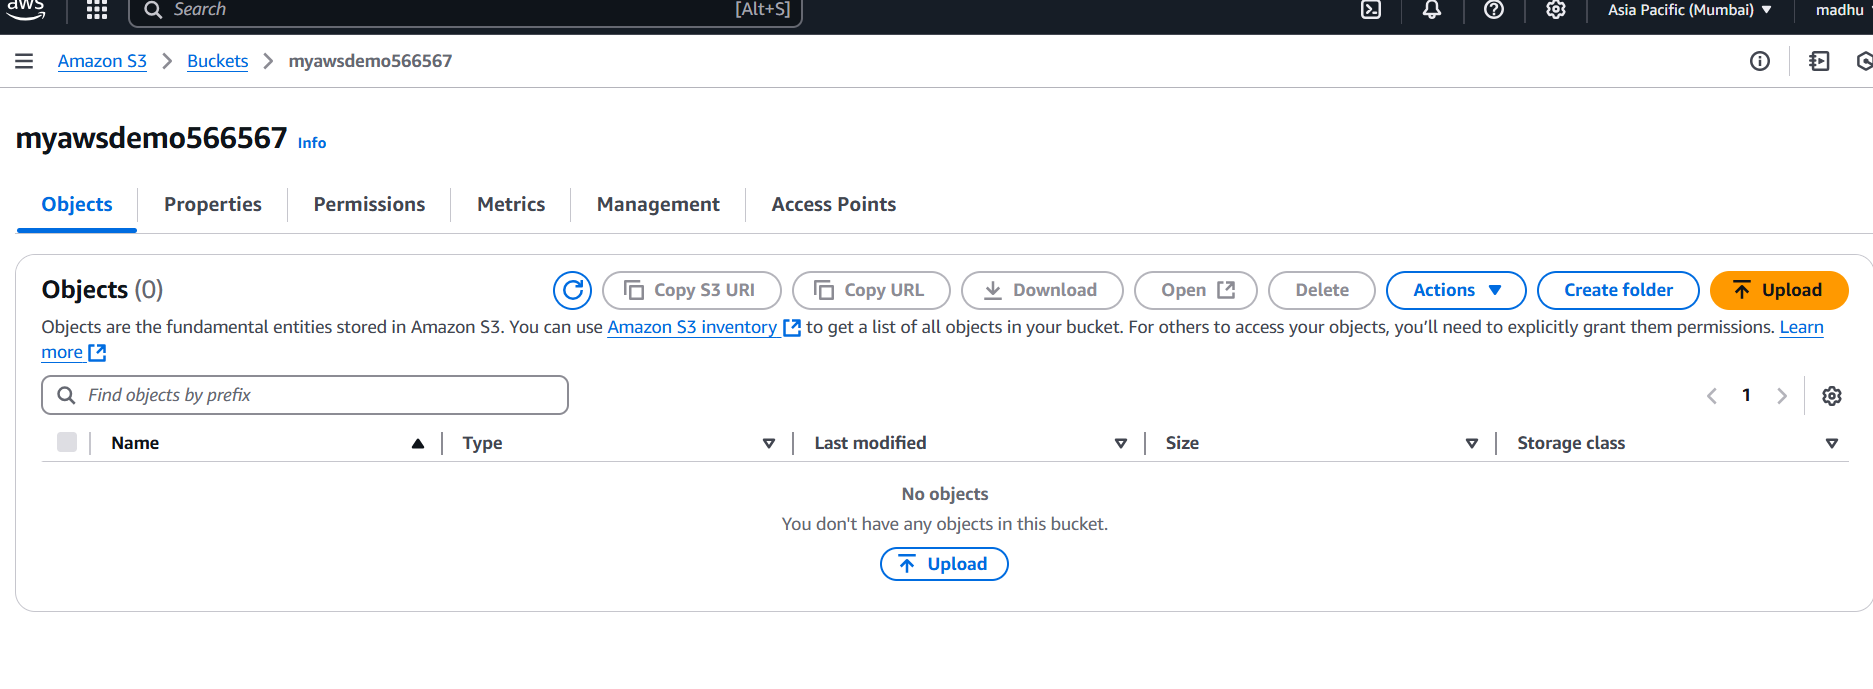 aws Search [Alt+S] Asia Pacific (Mumbai) madhu
Amazon S3 Buckets myawsdemo566567
myawsdemo566567 Info
Objects Properties Permissions Metrics Management Access Points
Objects (0) Copy S3 URI Copy URL Download Open Delete Actions Create folder Upload
Objects are the fundamental entities stored in Amazon S3. You can use Amazon S3 inventory to get a list of all objects in your bucket. For others to access your objects, you’ll need to explicitly grant them permissions. Learn
more
Find objects by prefix 1
Name Type Last modified Size Storage class
No objects
You don't have any objects in this bucket.
Upload